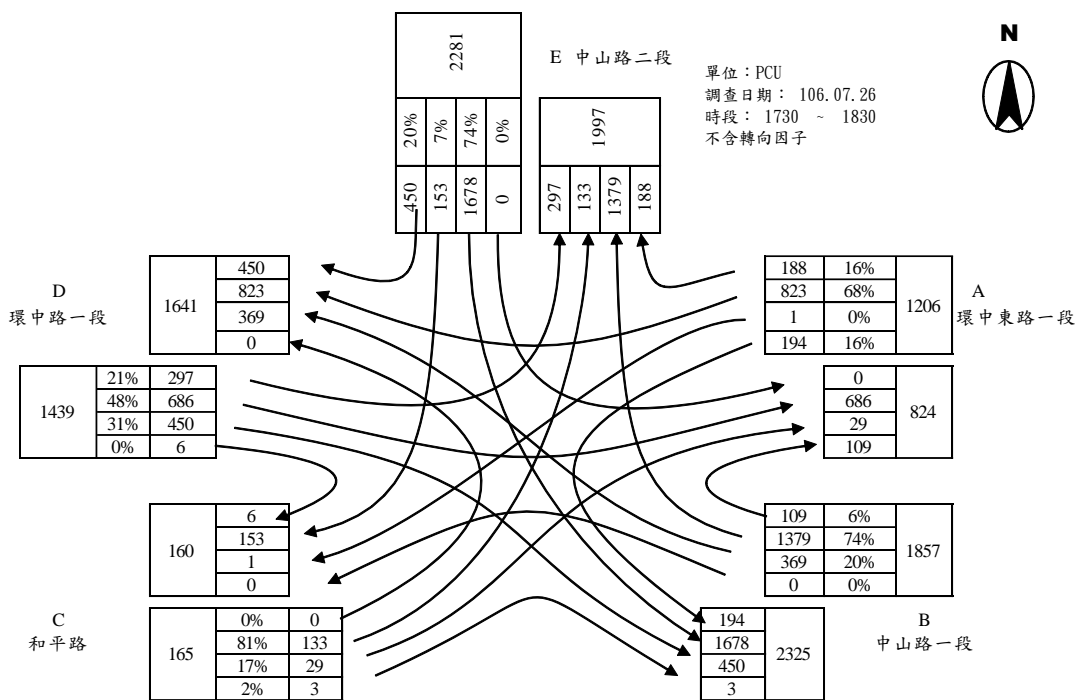 2281
20% 7% 74% 0%
450 153 1678 0
E 中山路二段
1997
297 133 1379 188
單位：PCU
調查日期： 106.07.26
時段： 1730 ~ 1830
不含轉向因子
N
D
環中路一段
1641
450
823
369
0
1439
21% 297
48% 686
31% 450
0% 6
188 16%
823 68%
1 0%
194 16%
1206
A
環中東路一段
0
686
29
109
824
160
6
153
1
0
C
和平路
165
0% 0
81% 133
17% 29
2% 3
109 6%
1379 74%
369 20%
0 0%
1857
194
1678
450
3
2325
B
中山路一段